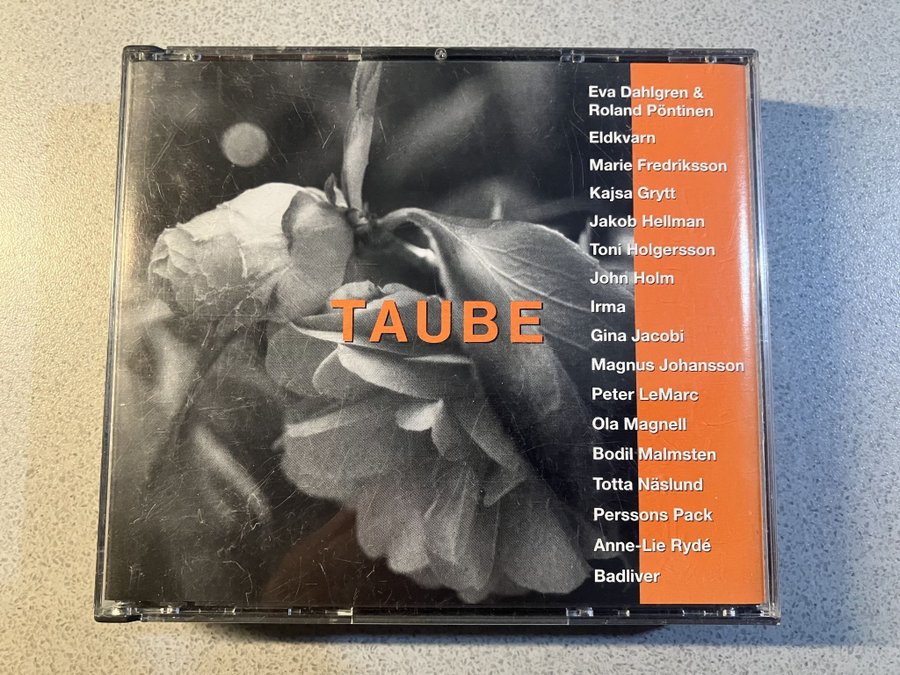 Eva Dahlgren &
Roland Pöntinen
Eldkvarn
Marie Fredriksson
Kajsa Grytt
Jakob Hellman
Toni Holgersson
John Holm
Irma
TAUBE
Gina Jacobi
Magnus Johansson
Peter LeMarc
Ola Magnell
Bodil Malmsten
Totta Näslund
Perssons Pack
Anne-Lie Rydé
Badliver